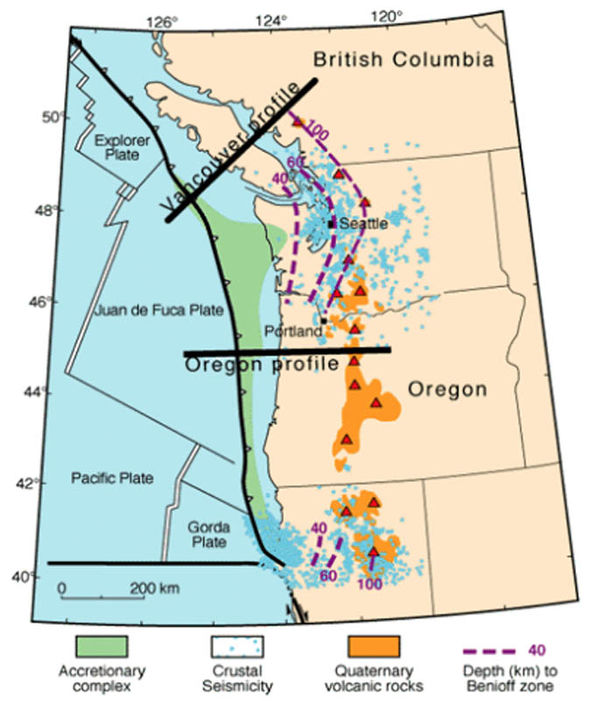 126°
124°
120°
British Columbia
50°
Explorer
Plate
Vancouver profile
100
60
40
48°
Seattle
46°
Juan de Fuca Plate
Portland
Oregon profile
44°
Oregon
42°
Pacific Plate
Gorda
Plate
40
60
100
40°
0 200 km
Accretionary
complex
Crustal
Seismicity
Quaternary
volcanic rocks
40
Depth (km) to
Benioff zone